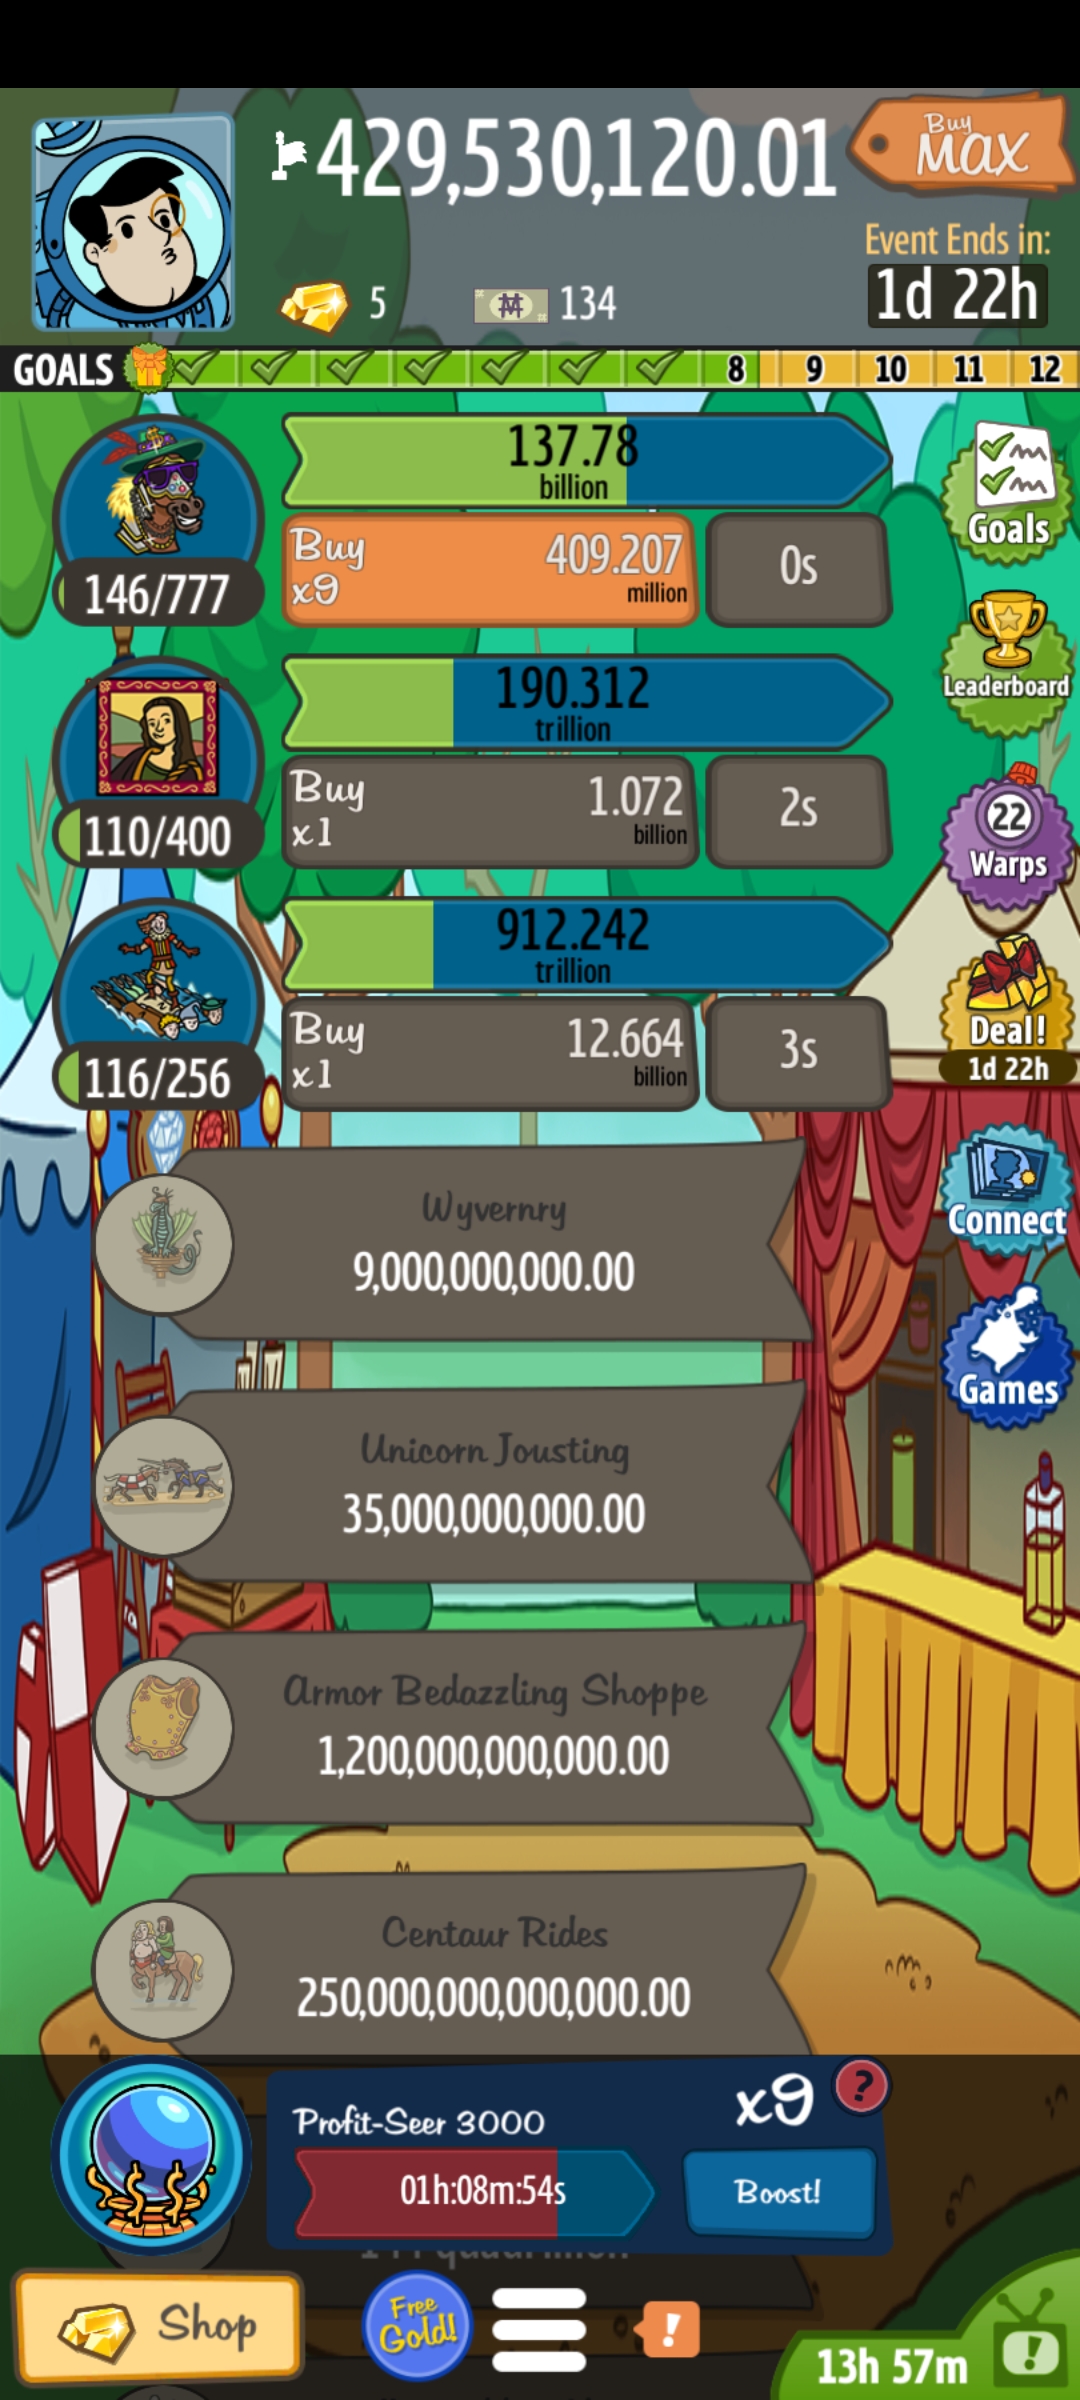 429,530,120.01
Buy
MAX
Event Ends in:
1d 22h
5
134
GOALS
8
9
10
11
12
137.78
billion
Buy
x9
409.207
million
0s
146/777
Goals
190.312
trillion
Buy
x1
1.072
billion
2s
110/400
Leaderboard
22
Warps
912.242
trillion
Buy
x1
12.664
billion
3s
116/256
Deal!
1d 22h
Wyvernry
9,000,000,000.00
Connect
Unicorn Jousting
35,000,000,000.00
Games
Armor Bedazzling Shoppe
1,200,000,000,000.00
Centaur Rides
250,000,000,000,000.00
Profit-Seer 3000
x9
?
01h:08m:54s
Boost!
Shop
Free
Gold!
!
13h 57m
!